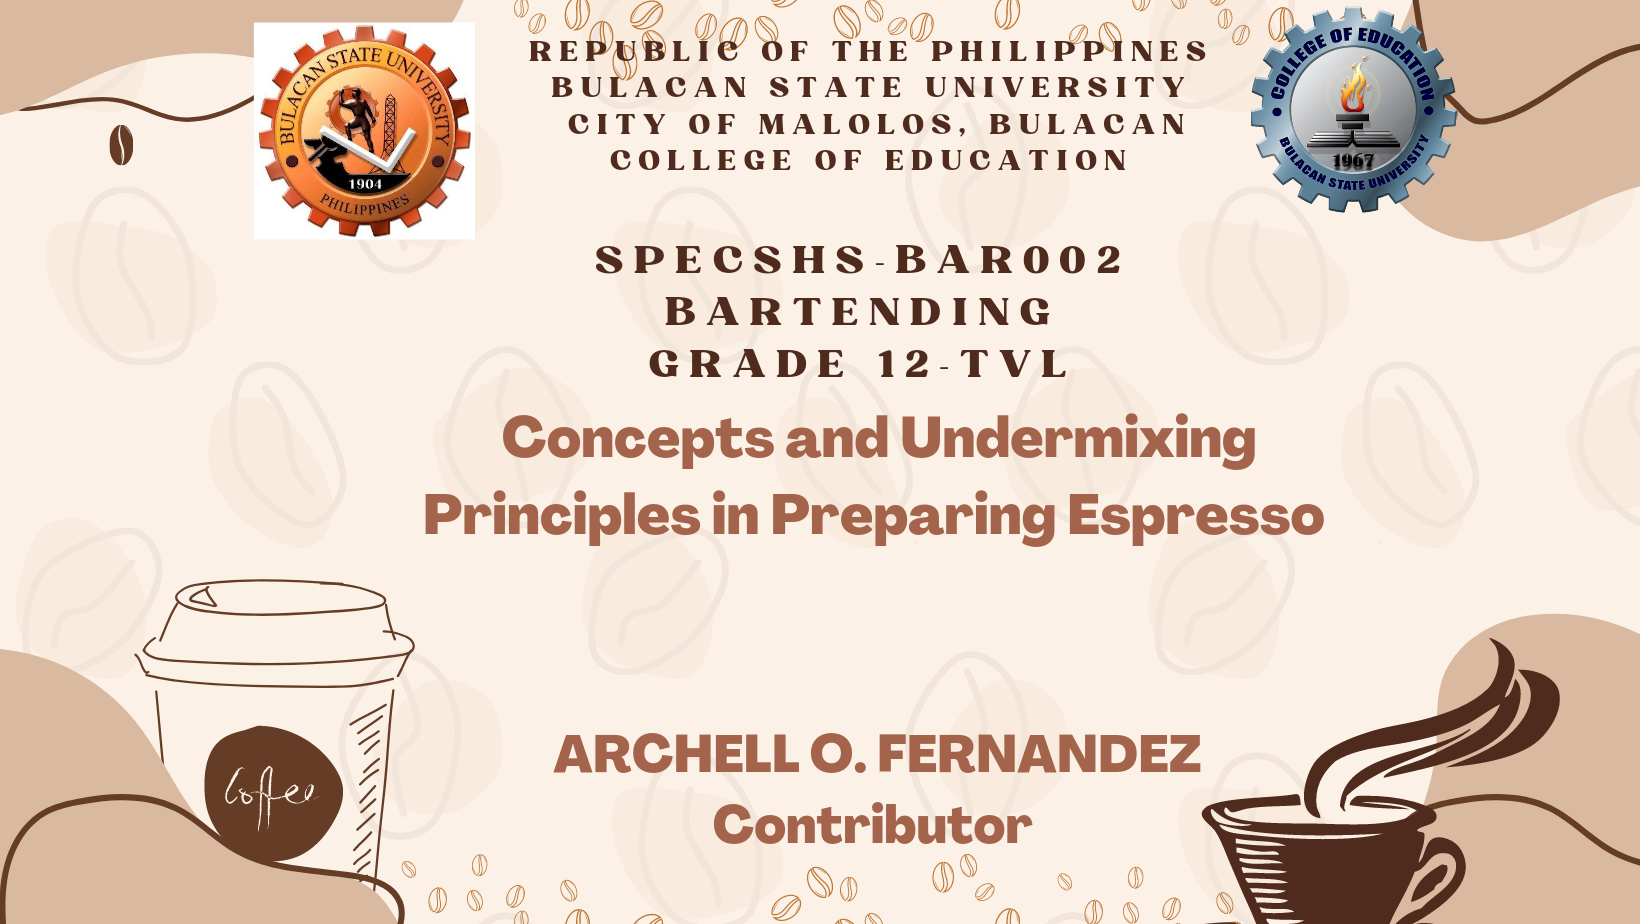 REPUBLIC OF THE PHILIPPINES
BULACAN STATE UNIVERSITY
CITY OF MALOLOS, BULACAN
COLLEGE OF EDUCATION
BULACAN STATE UNIVERSITY
1904
PHILIPPINES
COLLEGE OF EDUCATION
1967
BULACAN STATE UNIVERSITY
SPECSHS-BAR002
BARTENDING
GRADE 12-TVL
Concepts and Undermixing
Principles in Preparing Espresso
Coffee
ARCHELL O. FERNANDEZ
Contributor